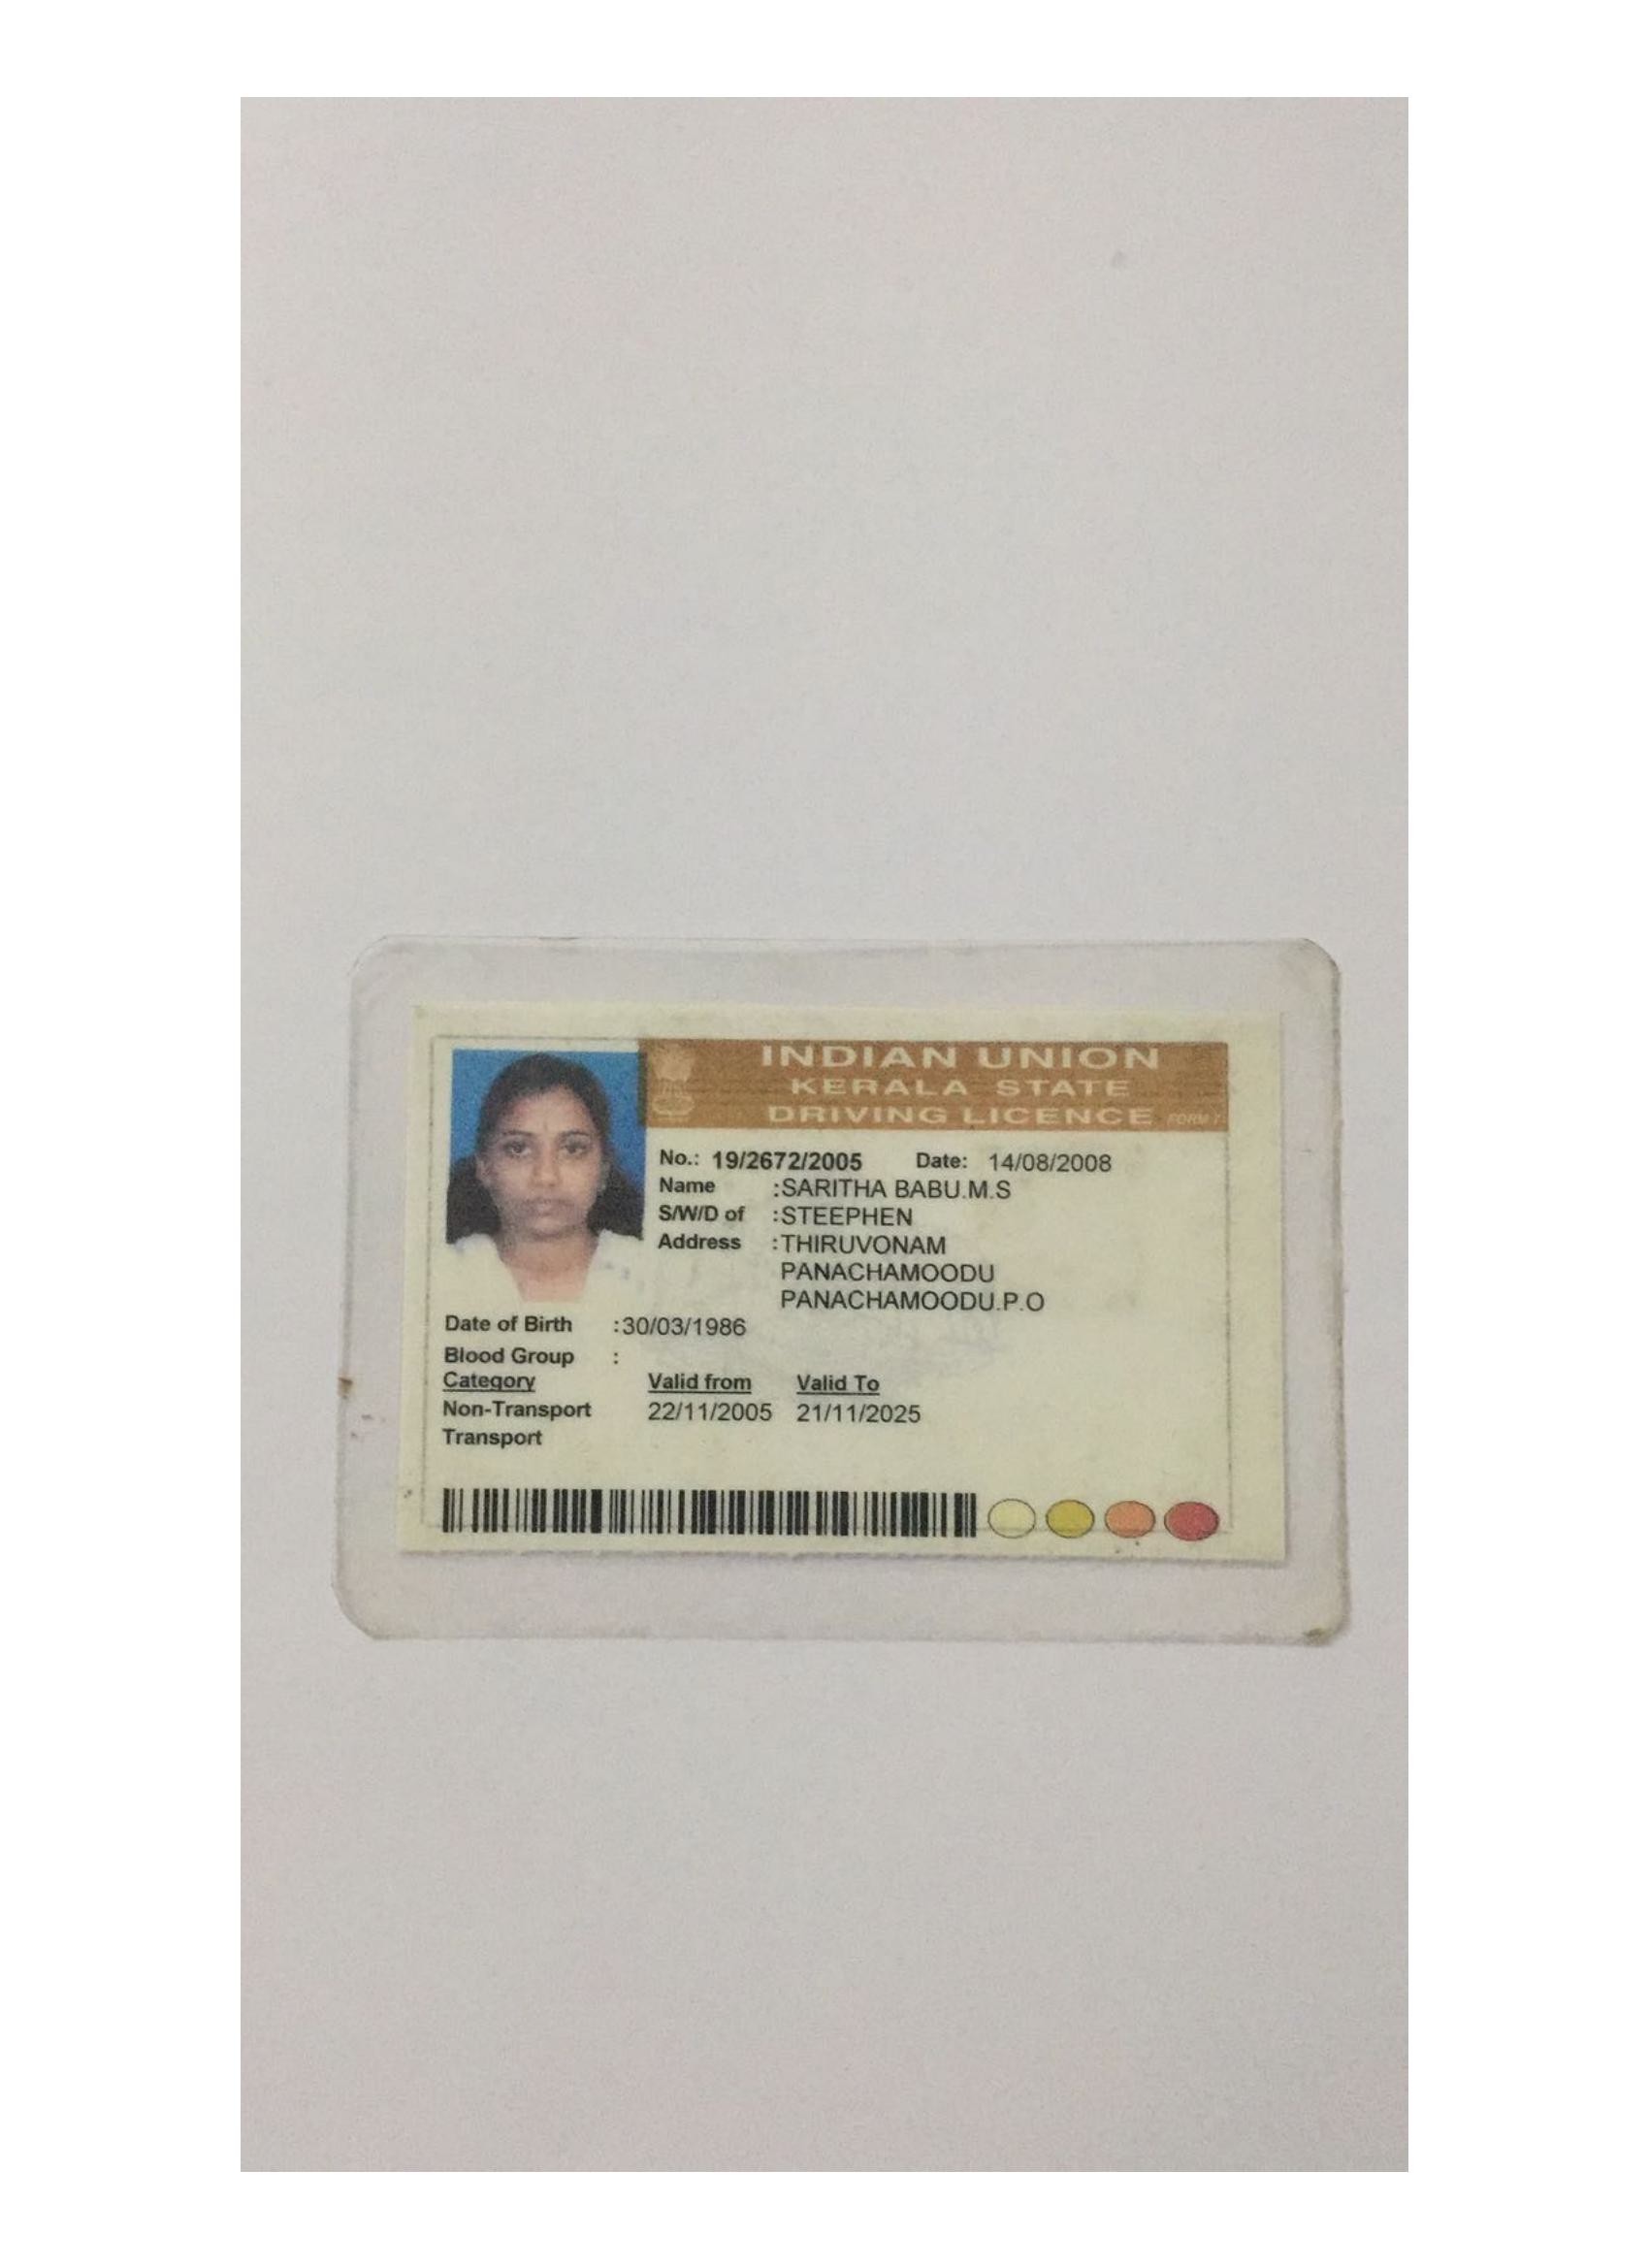 INDIAN UNION
KERALA STATE
DRIVING LICENCE FORM 7
No.: 19/2672/2005 Date: 14/08/2008
Name :SARITHA BABU.M.S
S/W/D of :STEEPHEN
Address :THIRUVONAM
PANACHAMOODU
PANACHAMOODU.P.O
Date of Birth :30/03/1986
Blood Group :
Category Valid from Valid To
Non-Transport 22/11/2005 21/11/2025
Transport